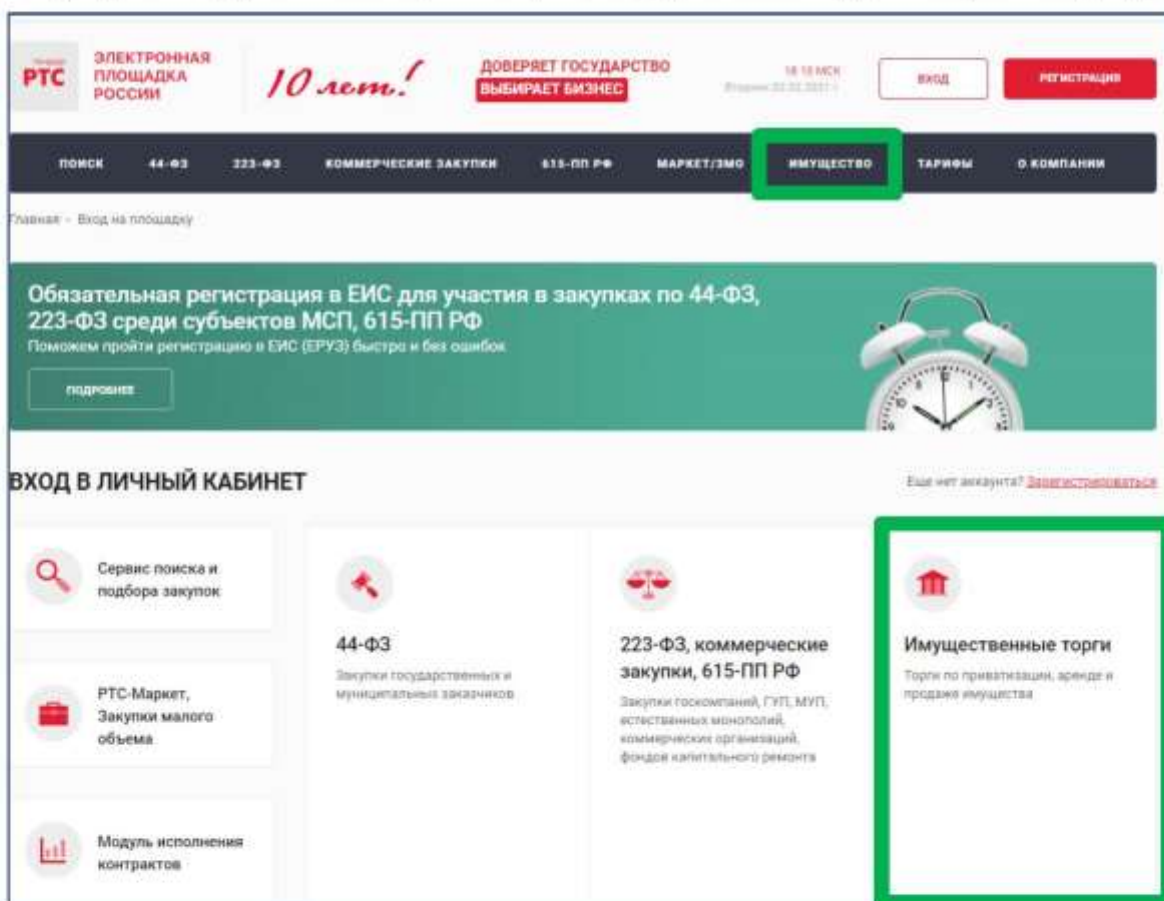 РТС
ЭЛЕКТРОННАЯ
ПЛОЩАДКА
РОССИИ
10 лет!
ДОВЕРЯЕТ ГОСУДАРСТВО
ВЫБИРАЕТ БИЗНЕС
ВХОД
РЕГИСТРАЦИЯ
ПОИСК 44-ФЗ 223-ФЗ КОММЕРЧЕСКИЕ ЗАКУПКИ 615-ПП РФ МАРКЕТ/ЗМО ИМУЩЕСТВО ТАРИФЫ О КОМПАНИИ
Главная - Вход на площадку
Обязательная регистрация в ЕИС для участия в закупках по 44-ФЗ,
223-ФЗ среди субъектов МСП, 615-ПП РФ
Поможем пройти регистрацию в ЕИС (ЕРУЗ) быстро и без ошибок
ПОДРОБНЕЕ
ВХОД В ЛИЧНЫЙ КАБИНЕТ
Еще нет аккаунта? Зарегистрироваться
Сервис поиска и
подбора закупок
РТС-Маркет,
Закупки малого
объема
Модуль исполнения
контрактов
44-ФЗ
Закупки государственных и
муниципальных заказчиков
223-ФЗ, коммерческие
закупки, 615-ПП РФ
Закупки госкомпаний, ГУП, МУП,
естественных монополий,
коммерческих организаций,
фондов капитального ремонта
Имущественные торги
Торги по приватизации, аренде и
продаже имущества